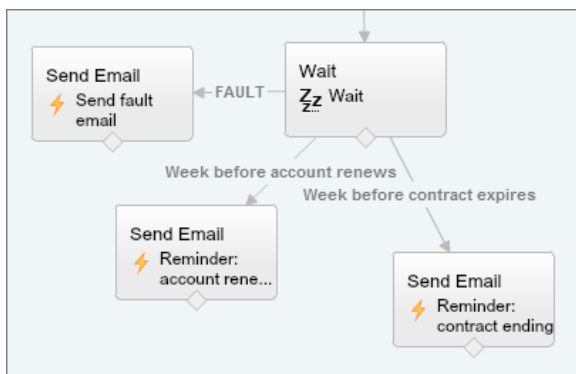 Send Email
Send fault
email
FAULT
Wait
Zzz... Wait
Week before account renews
Week before contract expires
Send Email
Reminder:
account rene...
Send Email
Reminder:
contract ending